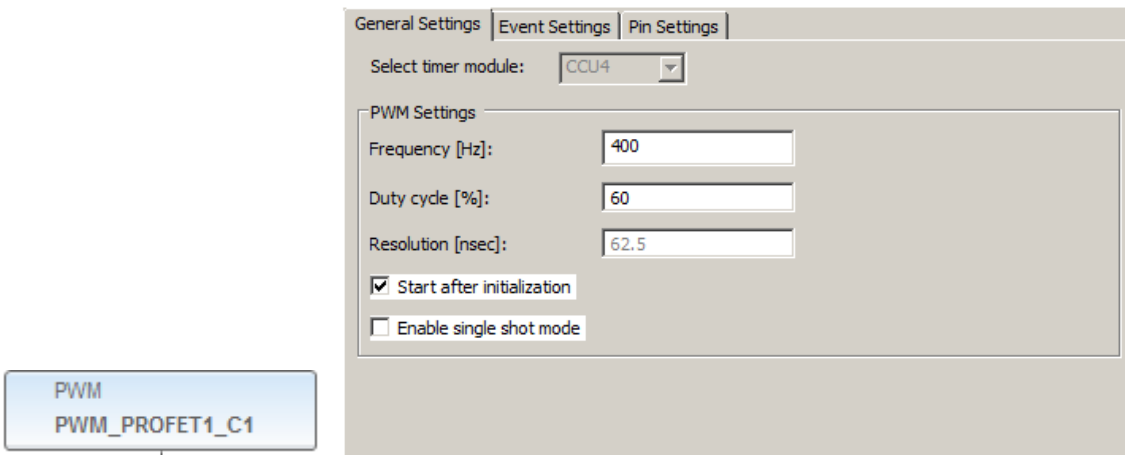 General Settings Event Settings Pin Settings
Select timer module: CCU4
PWM Settings
Frequency [Hz]: 400
Duty cycle [%]: 60
Resolution [nsec]: 62.5
Start after initialization
Enable single shot mode
PWM
PWM_PROFET1_C1